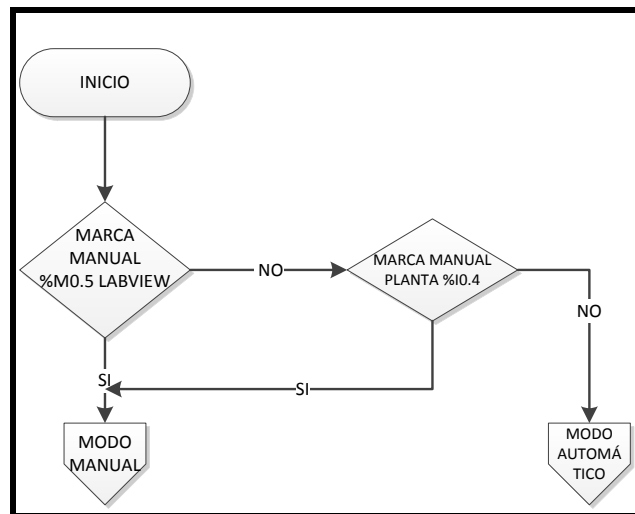 INICIO
MARCA
MANUAL
%M0.5 LABVIEW
NO
MARCA MANUAL
PLANTA %I0.4
NO
SI
SI
MODO
MANUAL
MODO
AUTOMÁ
TICO